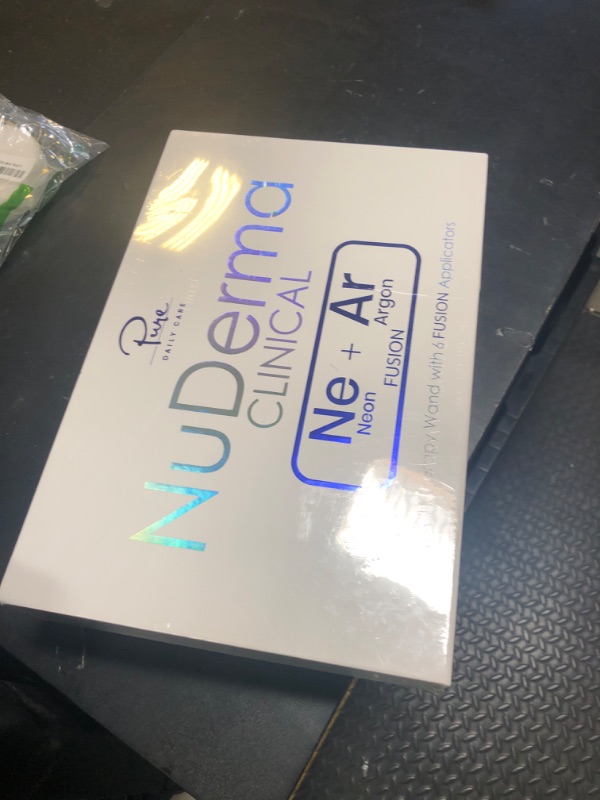 Pure
DAILY CARE
NuDerma
CLINICAL
Ne + Ar
Neon Argon
FUSION
Wand with 6 FUSION Applicators